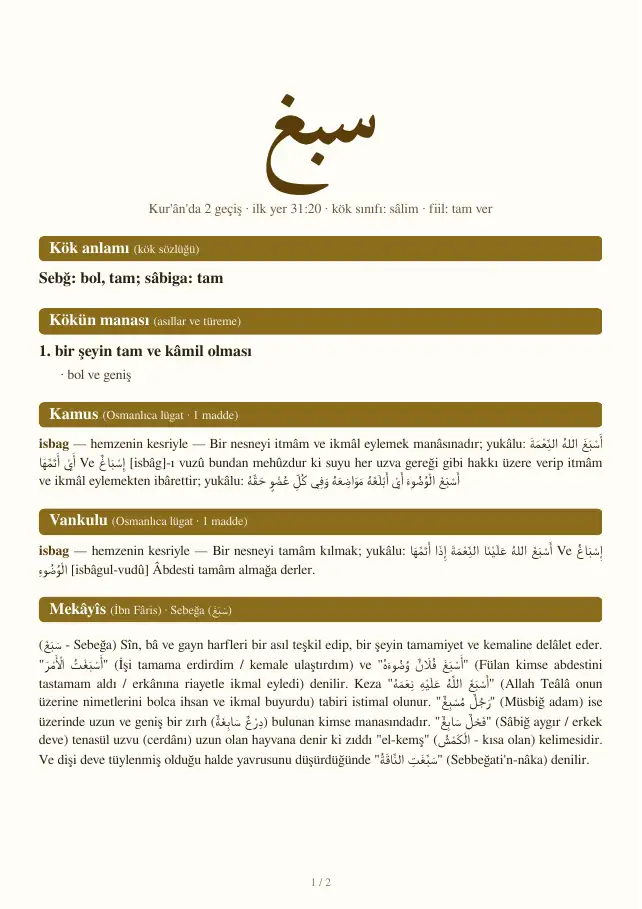 سبغ
Kur'ân'da 2 geçiş · ilk yer 31:20 · kök sınıfı: sâlim · fiil: tam ver
Kök anlamı (kök sözlüğü)
Sebğ: bol, tam; sâbiga: tam
Kökün manası (asıllar ve türeme)
1. bir şeyin tam ve kâmil olması
· bol ve geniş
Kamus (Osmanlıca lügat · 1 madde)
isbag — hemzenin kesriyle — Bir nesneyi itmâm ve ikmâl eylemek manâsınadır; yukâlu: أَسْبَغَ اللهُ النِّعْمَةَ
أَيْ أَتَمَّهَا Ve إِسْبَاغٌ [isbâg]-ı vuzû bundan mehûzdur ki suyu her uzva gereği gibi hakkı üzere verip itmâm
ve ikmâl eylemekten ibârettir; yukâlu: أَسْبَغَ الْوُضُوءَ أَيْ أَبْلَغَهُ مَوَاضِعَهُ وَفِي كُلِّ عُضْوٍ حَقَّهُ
Vankulu (Osmanlıca lügat · 1 madde)
isbag — hemzenin kesriyle — Bir nesneyi tamâm kılmak; yukâlu: أَسْبَغَ اللهُ عَلَيْنَا النِّعْمَةَ إِذَا أَتَمَّهَا Ve إِسْبَاغُ
الْوُضُوءِ [isbâgul-vudû] Âbdesti tamâm almağa derler.
Mekâyîs (İbn Fâris) · Sebeğa (سَبَغَ)
(سَبَغَ - Sebeğa) Sîn, bâ ve gayn harfleri bir asıl teşkil edip, bir şeyin tamamiyet ve kemaline delâlet eder.
"أَسْبَغْتُ الْأَمْرَ" (İşi tamama erdirdim / kemale ulaştırdım) ve "أَسْبَغَ فُلَانٌ وُضُوءَهُ" (Fülan kimse abdestini
tastamam aldı / erkânına riayetle ikmal eyledi) denilir. Keza "أَسْبَغَ اللَّهُ عَلَيْهِ نِعَمَهُ" (Allah Teâlâ onun
üzerine nimetlerini bolca ihsan ve ikmal buyurdu) tabiri istimal olunur. "رَجُلٌ مُسْبِغٌ" (Müsbiğ adam) ise
üzerinde uzun ve geniş bir zırh (دِرْعٌ سَابِغَةٌ) bulunan kimse manasındadır. "فَحْلٌ سَابِغٌ" (Sâbiğ aygır / erkek
deve) tenasül uzvu (cerdânı) uzun olan hayvana denir ki zıddı "el-kemş" (الْكَمْشُ - kısa olan) kelimesidir.
Ve dişi deve tüylenmiş olduğu halde yavrusunu düşürdüğünde "سَبَّغَتِ النَّاقَةُ" (Sebbeğati'n-nâka) denilir.
1 / 2